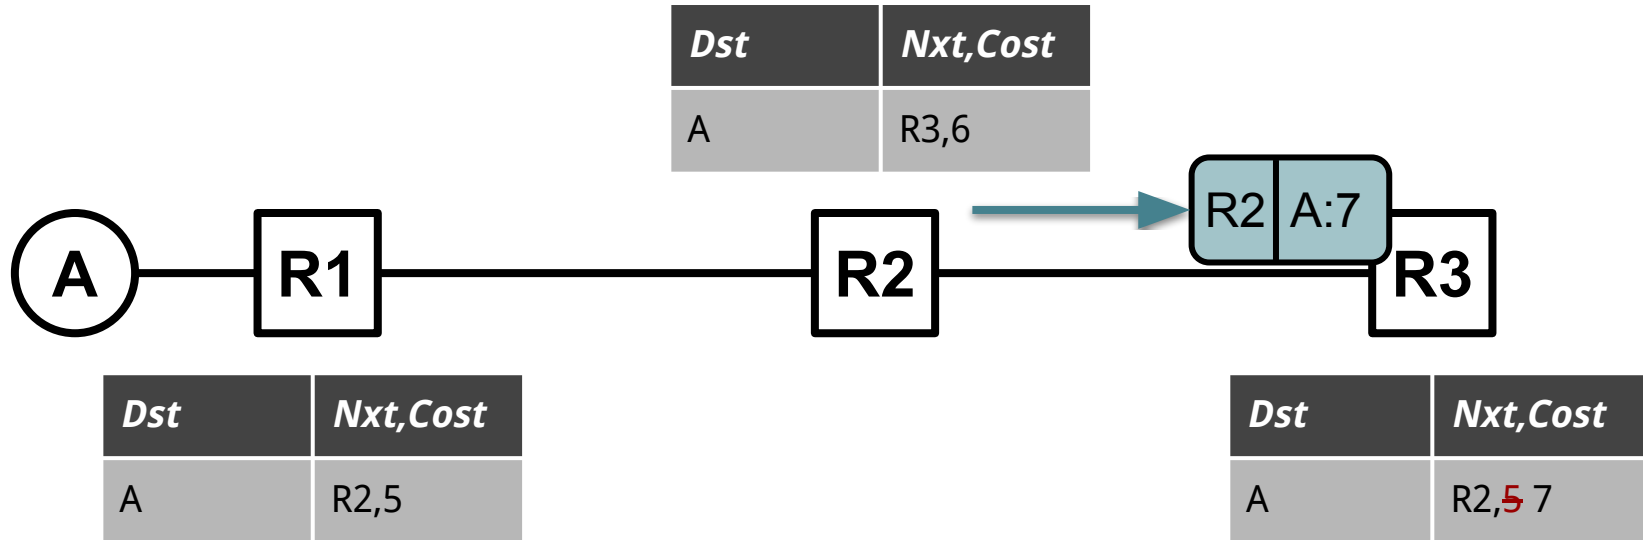 Dst Nxt,Cost
A R3,6
R2 A:7
A R1 R2 R3
Dst Nxt,Cost
A R2,5
Dst Nxt,Cost
A R2,5 7